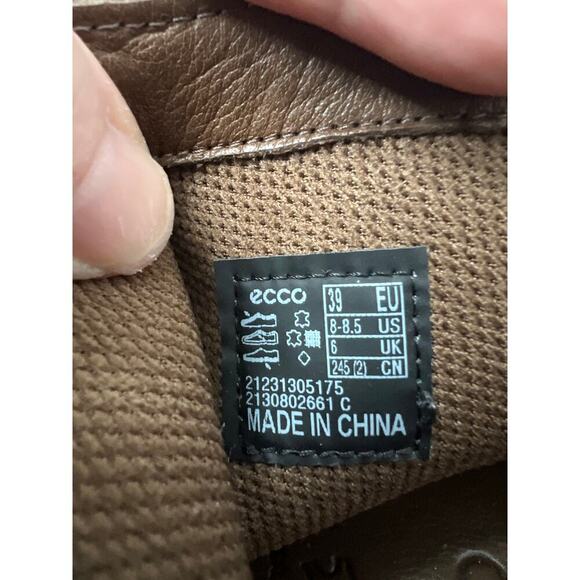 ecco
39 EU
8-8.5 US
6 UK
245 (2) CN
21231305175
2130802661 C
MADE IN CHINA